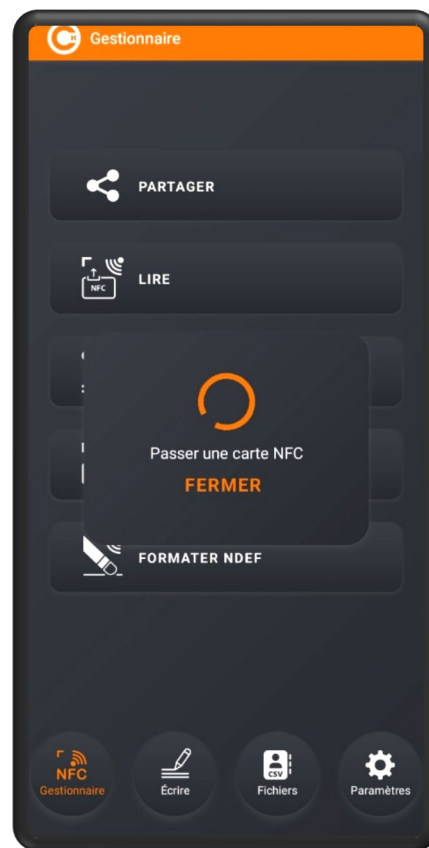 Gestionnaire
PARTAGER
NFC
LIRE
Passer une carte NFC
FERMER
FORMATER NDEF
NFC
CSV
Gestionnaire
Écrire
Fichiers
Paramètres